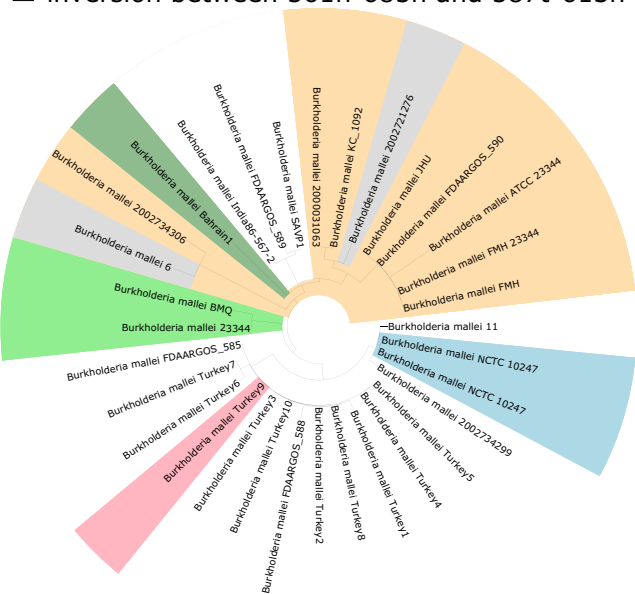 Burkholderia mallei 2000031063
Burkholderia mallei KC_1092
Burkholderia mallei 2002721276
Burkholderia mallei JHU
Burkholderia mallei FDAARGOS_590
Burkholderia mallei ATCC 23344
Burkholderia mallei FMH 23344
Burkholderia mallei FMH
Burkholderia mallei 11
Burkholderia mallei NCTC 10247
Burkholderia mallei NCTC 10247
Burkholderia mallei 2002734299
Burkholderia mallei Turkey5
Burkholderia mallei Turkey4
Burkholderia mallei Turkey1
Burkholderia mallei Turkey8
Burkholderia mallei Turkey2
Burkholderia mallei FDAARGOS_588
Burkholderia mallei Turkey10
Burkholderia mallei Turkey3
Burkholderia mallei Turkey9
Burkholderia mallei Turkey6
Burkholderia mallei Turkey7
Burkholderia mallei FDAARGOS_585
Burkholderia mallei 23344
Burkholderia mallei BMQ
Burkholderia mallei 6
Burkholderia mallei 2002734306
Burkholderia mallei Bahrain1
Burkholderia mallei India86-567-2
Burkholderia mallei FDAARGOS_589
Burkholderia mallei SAVP1